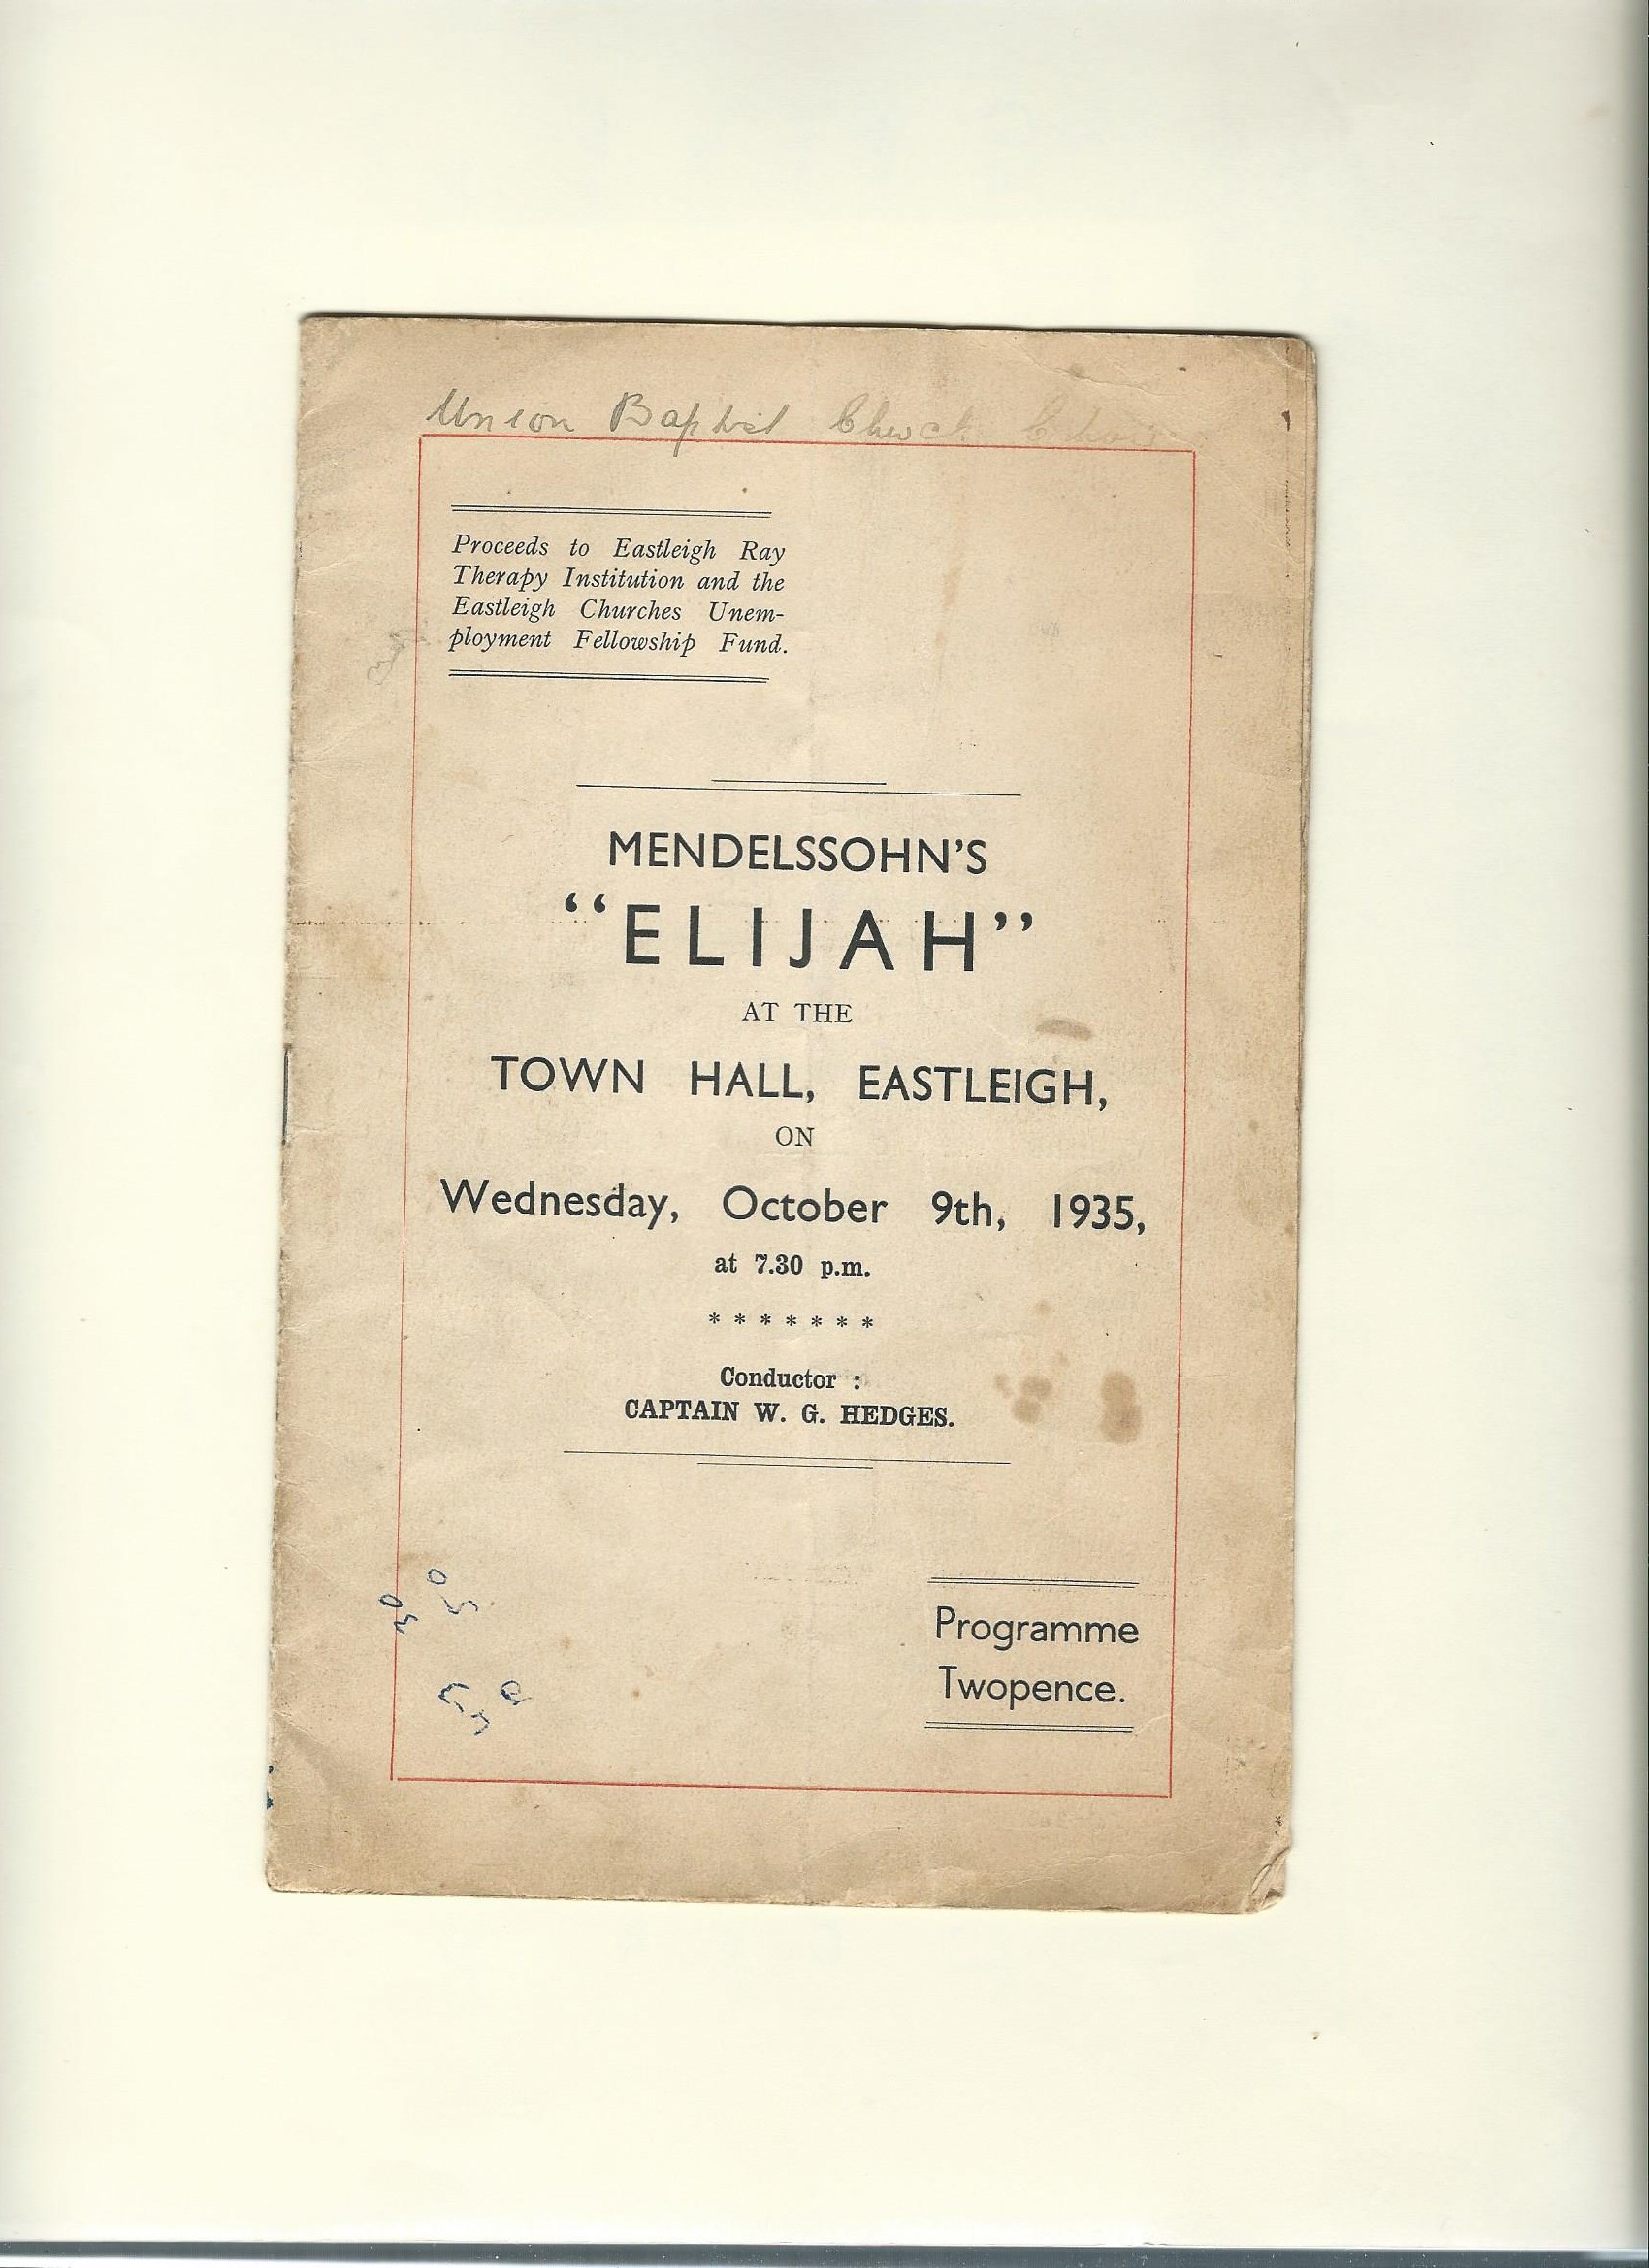 Union Baptist Church Choir
Proceeds to Eastleigh Ray
Therapy Institution and the
Eastleigh Churches Unem-
ployment Fellowship Fund.
MENDELSSOHN'S
“ELIJAH”
AT THE
TOWN HALL, EASTLEIGH,
ON
Wednesday, October 9th, 1935,
at 7.30 p.m.
* * * * * * *
Conductor :
CAPTAIN W. G. HEDGES.
Programme
Twopence.